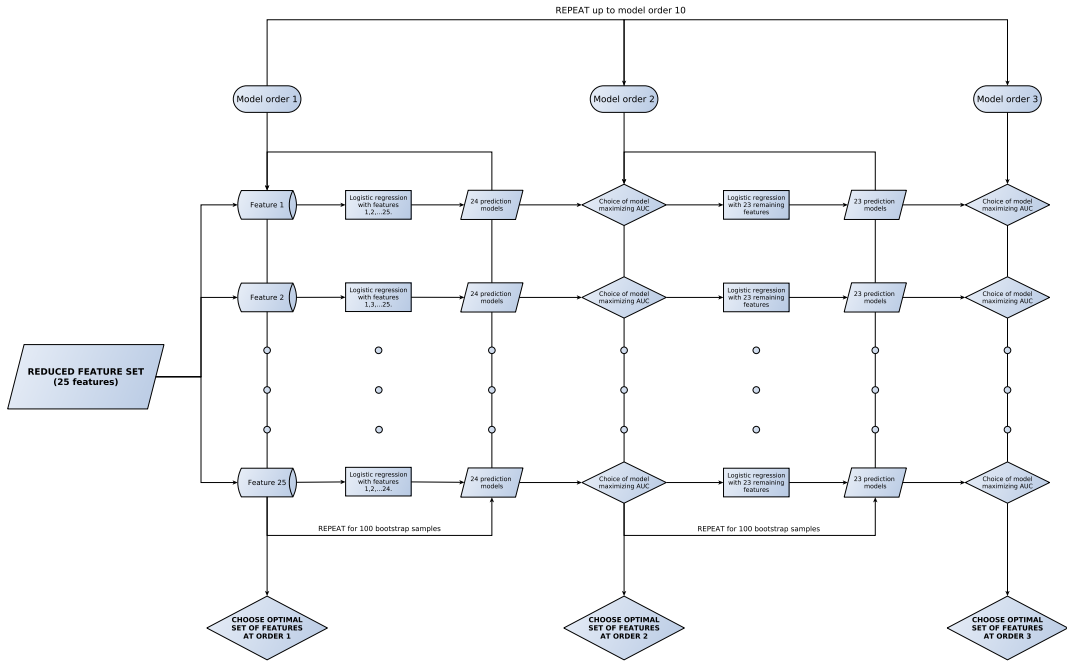 REPEAT up to model order 10
Model order 1
Model order 2
Model order 3
Feature 1
Logistic regression
with features
1,2,...25.
24 prediction
models
Choice of model
maximizing AUC
Logistic regression
with 23 remaining
features
23 prediction
models
Choice of model
maximizing AUC
Feature 2
Logistic regression
with features
1,3,...25.
24 prediction
models
Choice of model
maximizing AUC
Logistic regression
with 23 remaining
features
23 prediction
models
Choice of model
maximizing AUC
REDUCED FEATURE SET
(25 features)
Feature 25
Logistic regression
with features
1,2,...24.
24 prediction
models
Choice of model
maximizing AUC
Logistic regression
with 23 remaining
features
23 prediction
models
Choice of model
maximizing AUC
REPEAT for 100 bootstrap samples
REPEAT for 100 bootstrap samples
CHOOSE OPTIMAL
SET OF FEATURES
AT ORDER 1
CHOOSE OPTIMAL
SET OF FEATURES
AT ORDER 2
CHOOSE OPTIMAL
SET OF FEATURES
AT ORDER 3